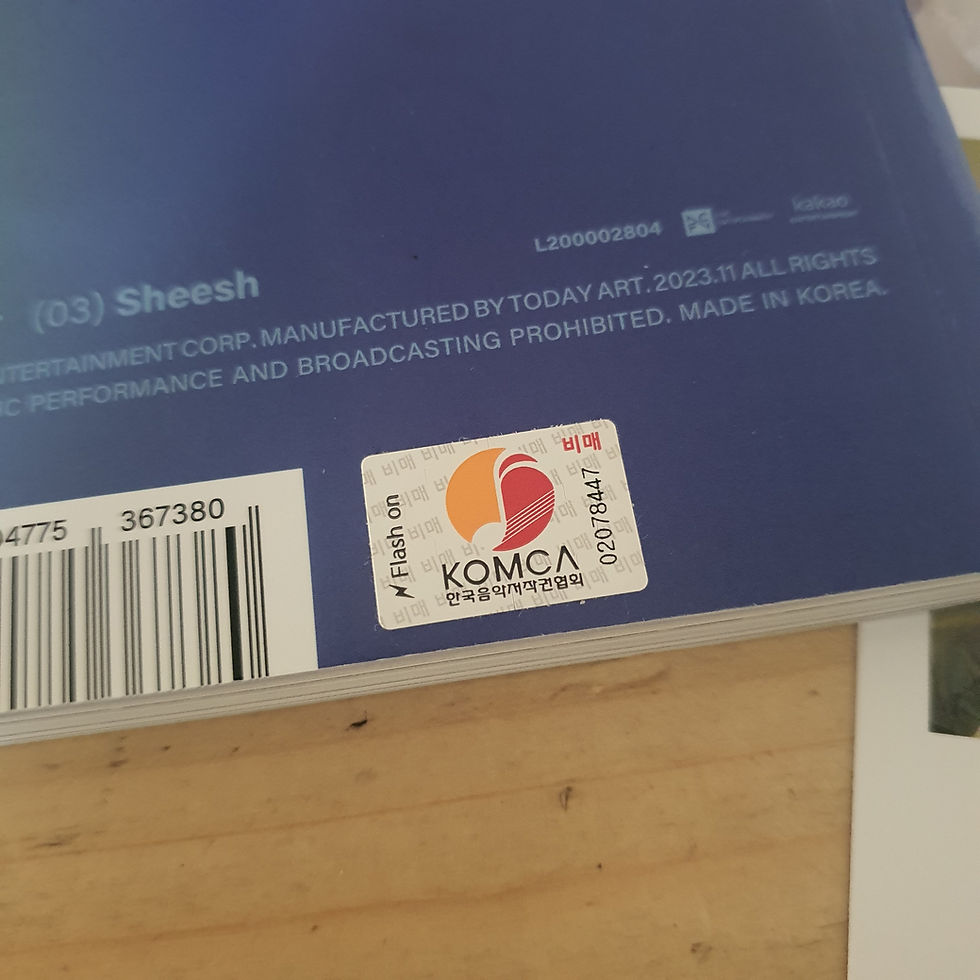 L200002804
kakao
(03) Sheesh
NTERTAINMENT CORP. MANUFACTURED BY TODAY ART. 2023.11 ALL RIGHTS
IC PERFORMANCE AND BROADCASTING PROHIBITED. MADE IN KOREA.
04775 367380
비매
Flash on
02078447
KOMCA
한국음악저작권협회